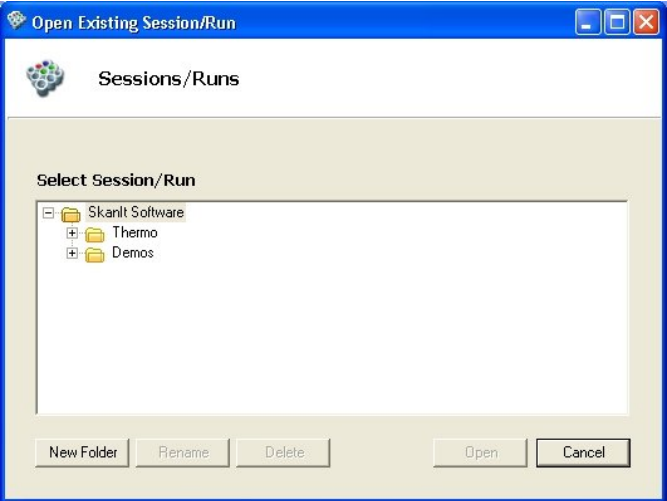 Open Existing Session/Run
Sessions/Runs
Select Session/Run
SkanIt Software
Thermo
Demos
New Folder Rename Delete Open Cancel